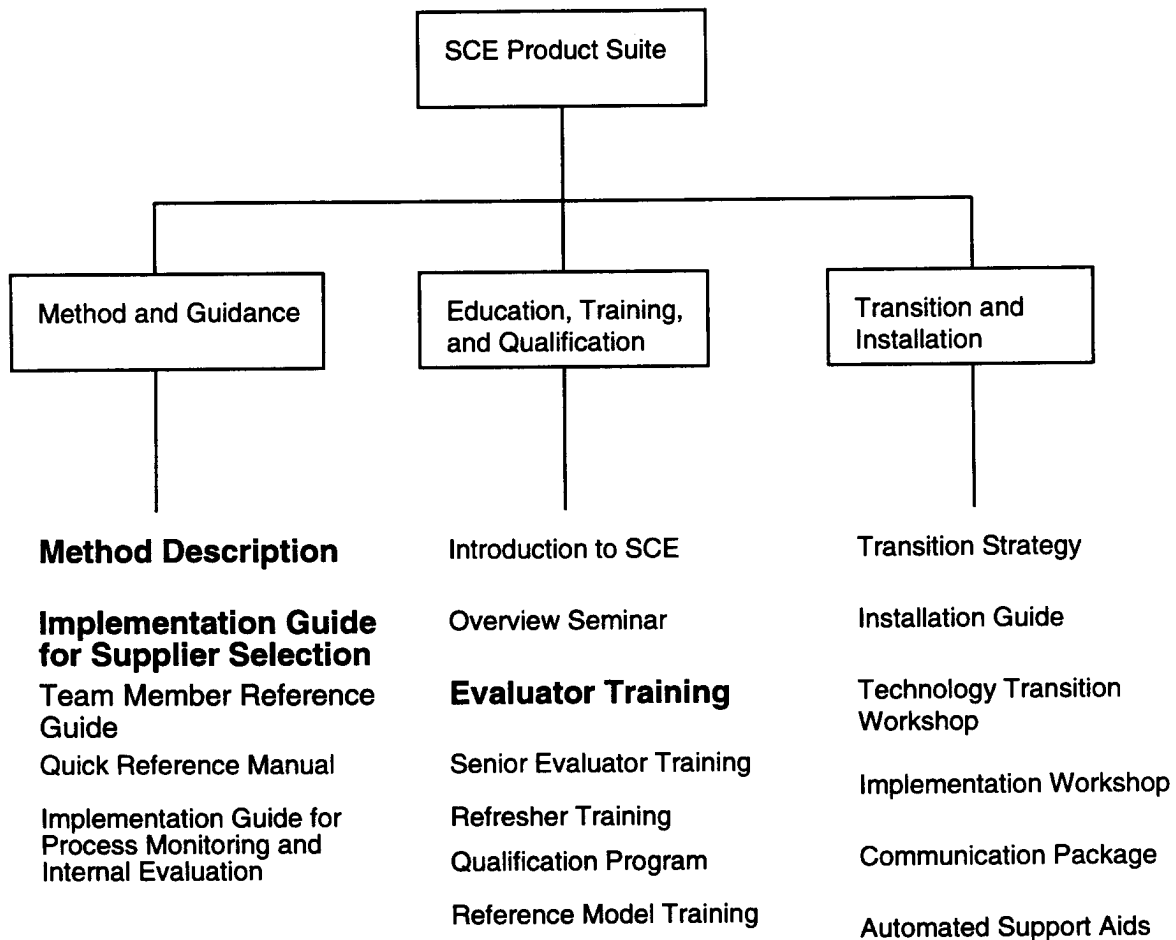 SCE Product Suite
Method and Guidance
Education, Training,
and Qualification
Transition and
Installation
Method Description
Implementation Guide
for Supplier Selection
Team Member Reference
Guide
Quick Reference Manual
Implementation Guide for
Process Monitoring and
Internal Evaluation
Introduction to SCE
Overview Seminar
Evaluator Training
Senior Evaluator Training
Refresher Training
Qualification Program
Reference Model Training
Transition Strategy
Installation Guide
Technology Transition
Workshop
Implementation Workshop
Communication Package
Automated Support Aids